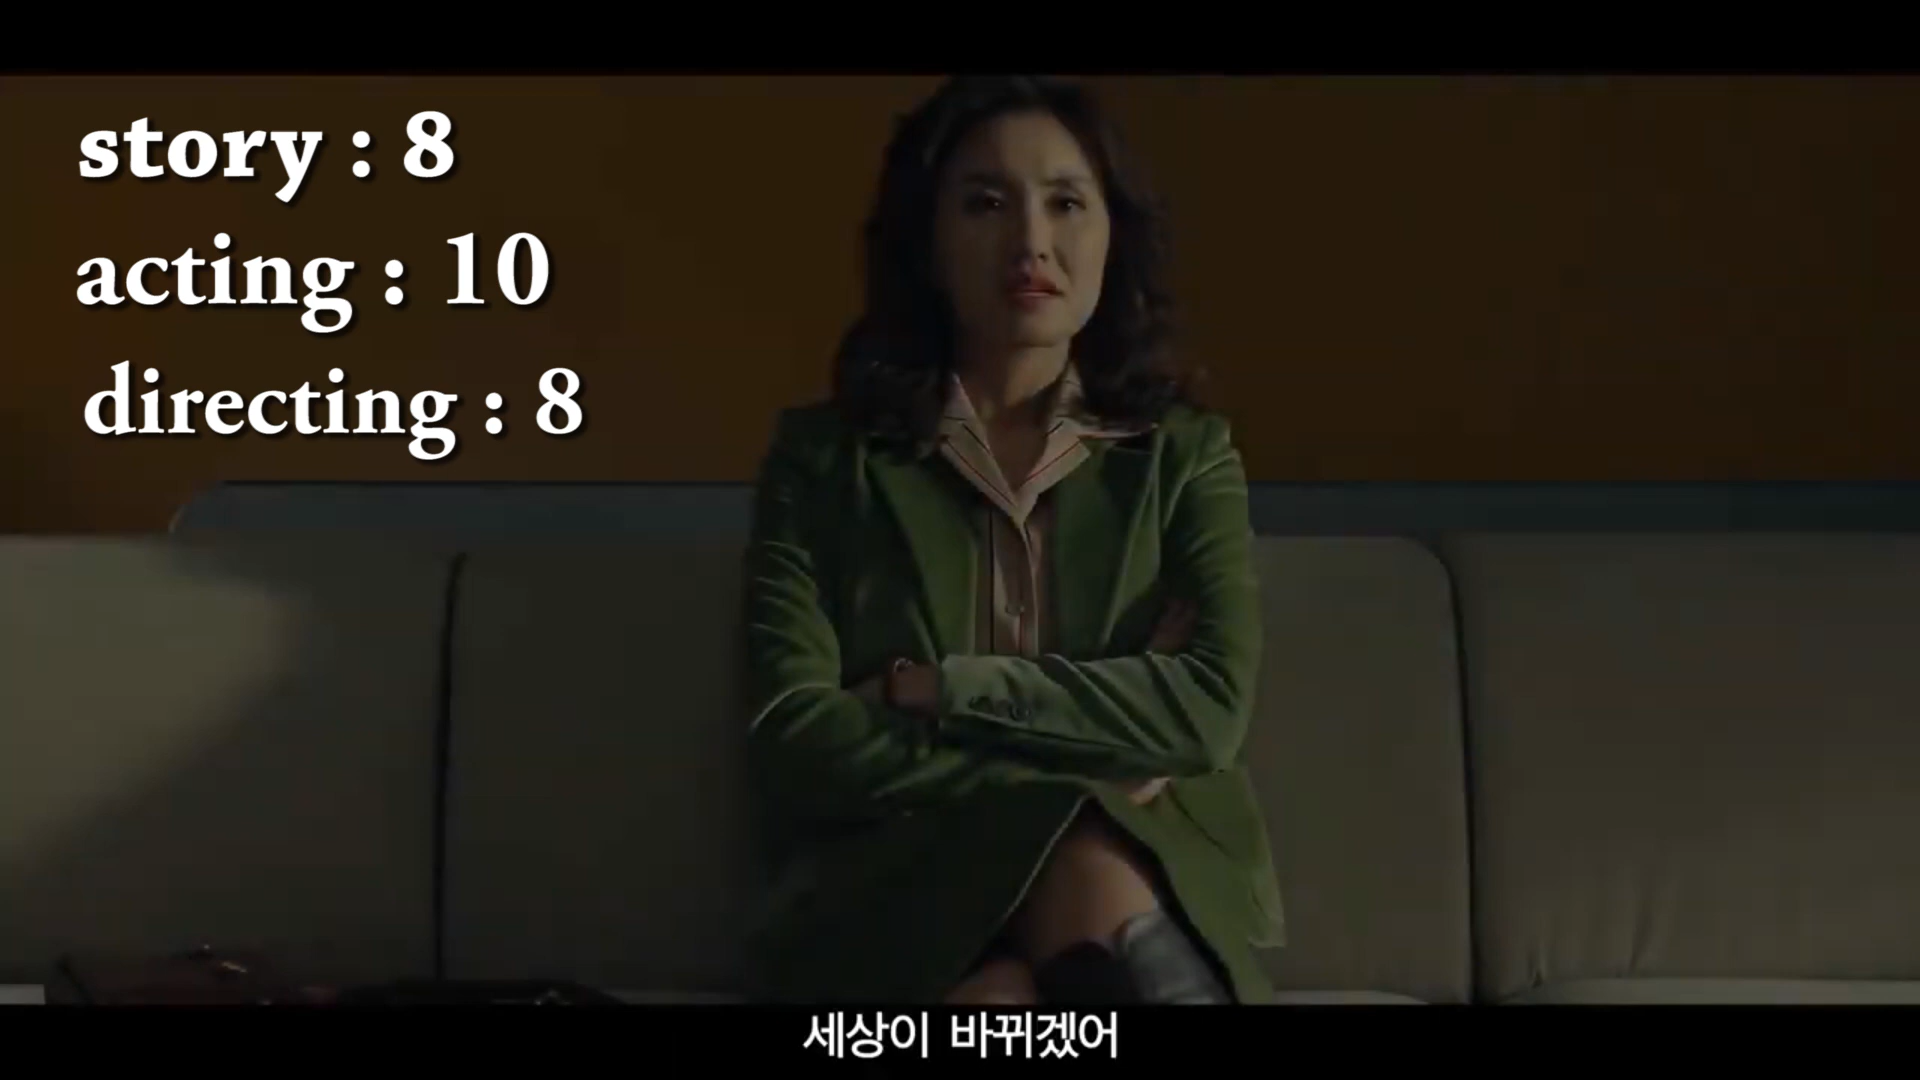 story : 8
acting : 10
directing : 8
세상이 바뀌겠어